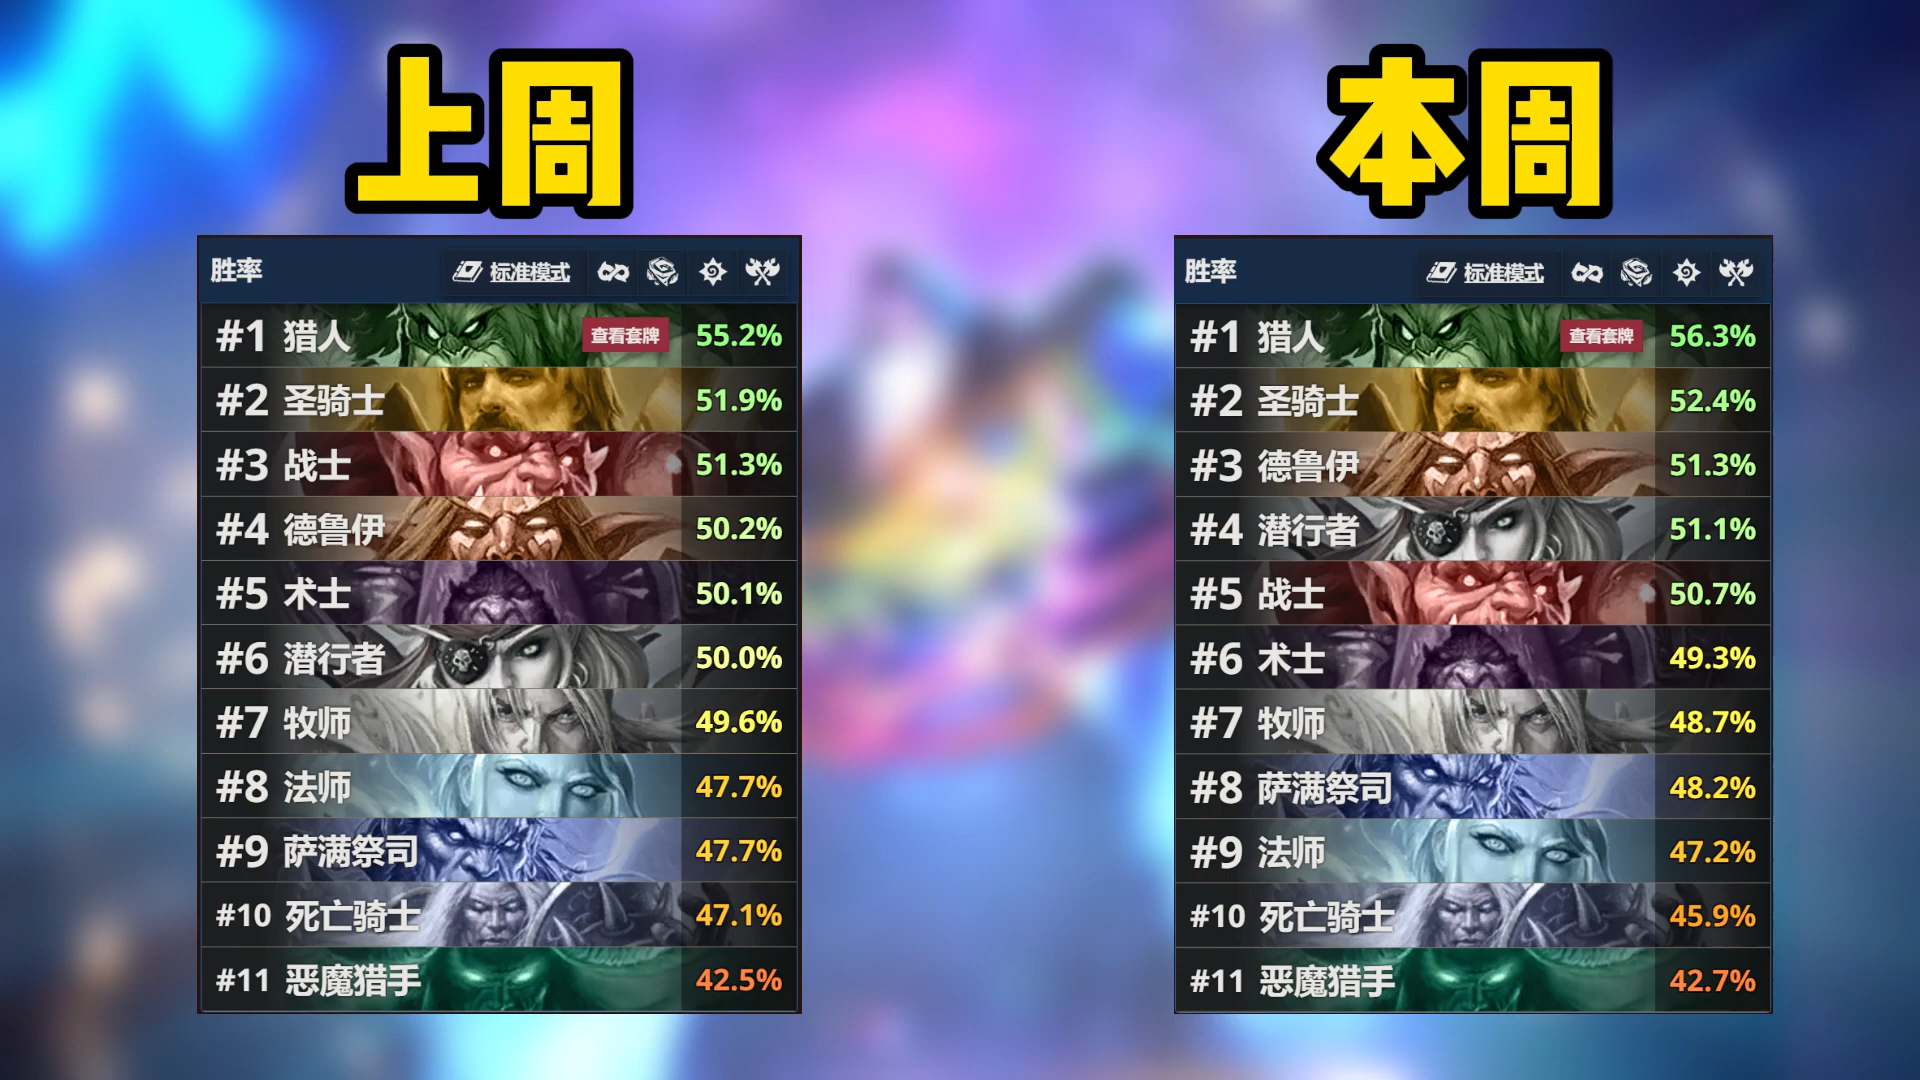 上周
胜率 标准模式
#1 猎人 查看套牌 55.2%
#2 圣骑士 51.9%
#3 战士 51.3%
#4 德鲁伊 50.2%
#5 术士 50.1%
#6 潜行者 50.0%
#7 牧师 49.6%
#8 法师 47.7%
#9 萨满祭司 47.7%
#10 死亡骑士 47.1%
#11 恶魔猎手 42.5%
本周
胜率 标准模式
#1 猎人 查看套牌 56.3%
#2 圣骑士 52.4%
#3 德鲁伊 51.3%
#4 潜行者 51.1%
#5 战士 50.7%
#6 术士 49.3%
#7 牧师 48.7%
#8 萨满祭司 48.2%
#9 法师 47.2%
#10 死亡骑士 45.9%
#11 恶魔猎手 42.7%